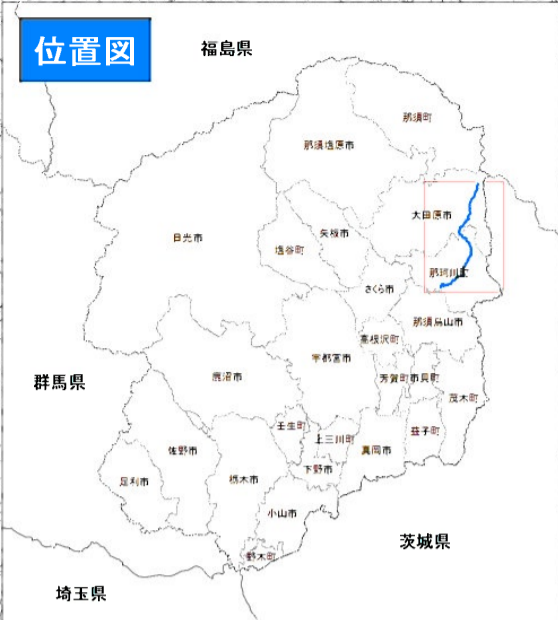 位置図
福島県
那須町
那須塩原市
大田原市
日光市
矢板市
塩谷町
那珂川町
さくら市
那須烏山市
高根沢町
宇都宮市
鹿沼市
芳賀町
市貝町
群馬県
茂木町
壬生町
上三川町
益子町
真岡市
佐野市
下野市
足利市
栃木市
小山市
茨城県
野木町
埼玉県